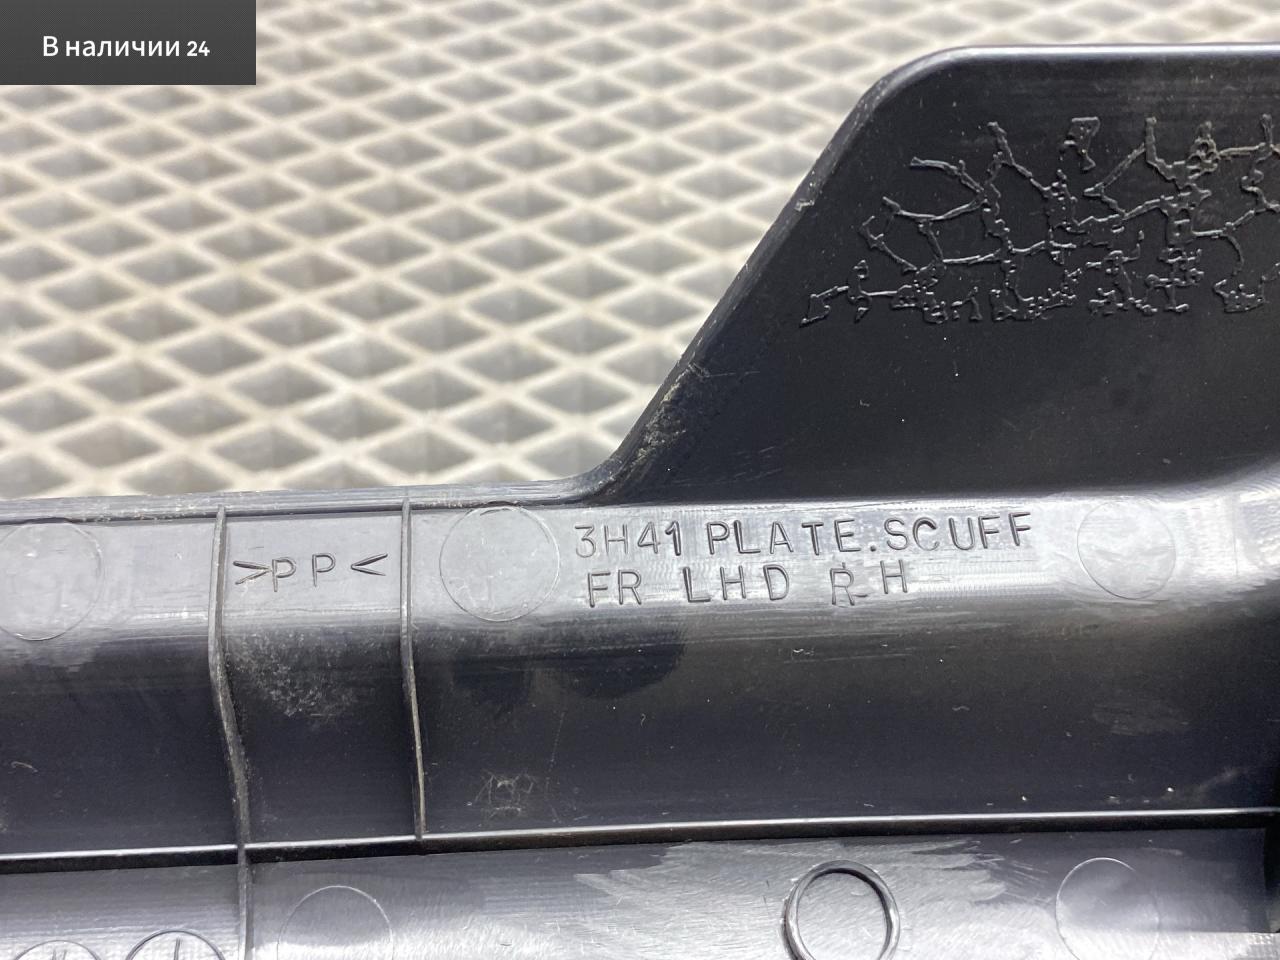 В наличии 24
>PP<
3H41 PLATE.SCUFF
FR LHD RH